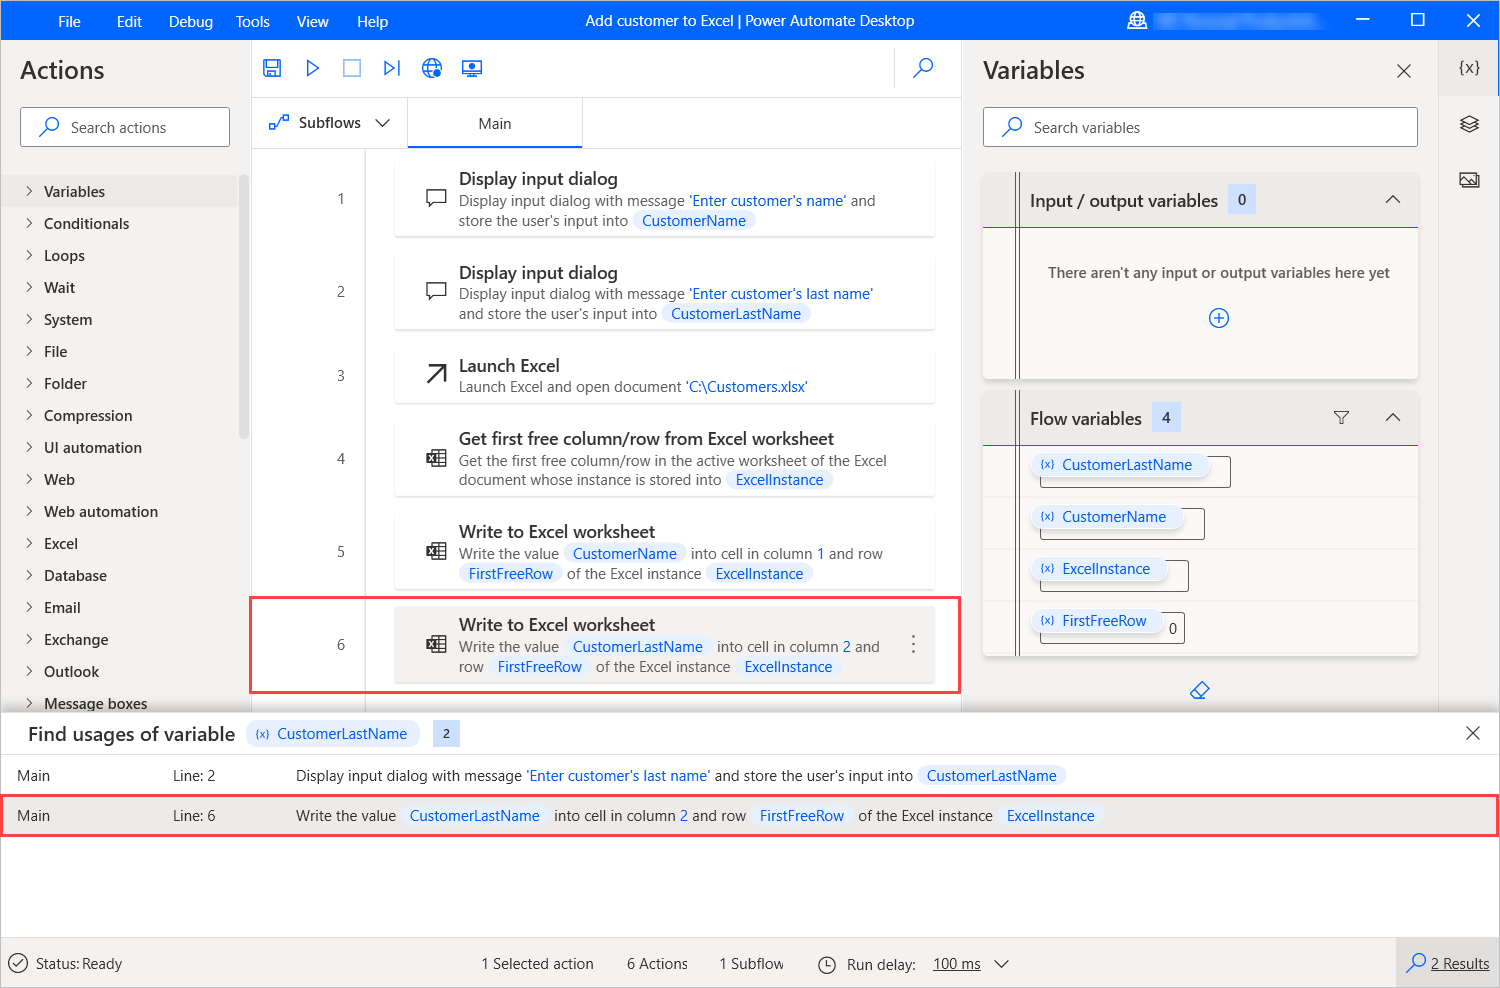 File Edit Debug Tools View Help Add customer to Excel | Power Automate Desktop
Actions
Search actions
Variables
Conditionals
Loops
Wait
System
File
Folder
Compression
UI automation
Web
Web automation
Excel
Database
Email
Exchange
Outlook
Message boxes
Subflows Main
1
Display input dialog
Display input dialog with message 'Enter customer's name' and
store the user's input into CustomerName
2
Display input dialog
Display input dialog with message 'Enter customer's last name'
and store the user's input into CustomerLastName
3
Launch Excel
Launch Excel and open document 'C:\Customers.xlsx'
4
Get first free column/row from Excel worksheet
Get the first free column/row in the active worksheet of the Excel
document whose instance is stored into ExcelInstance
5
Write to Excel worksheet
Write the value CustomerName into cell in column 1 and row
FirstFreeRow of the Excel instance ExcelInstance
6
Write to Excel worksheet
Write the value CustomerLastName into cell in column 2 and
row FirstFreeRow of the Excel instance ExcelInstance
Variables
{x}
Search variables
Input / output variables 0
There aren't any input or output variables here yet
Flow variables 4
{x} CustomerLastName
{x} CustomerName
{x} ExcelInstance
{x} FirstFreeRow 0
Find usages of variable {x} CustomerLastName 2
Main Line: 2 Display input dialog with message 'Enter customer's last name' and store the user's input into CustomerLastName
Main Line: 6 Write the value CustomerLastName into cell in column 2 and row FirstFreeRow of the Excel instance ExcelInstance
Status: Ready 1 Selected action 6 Actions 1 Subflow Run delay: 100 ms 2 Results